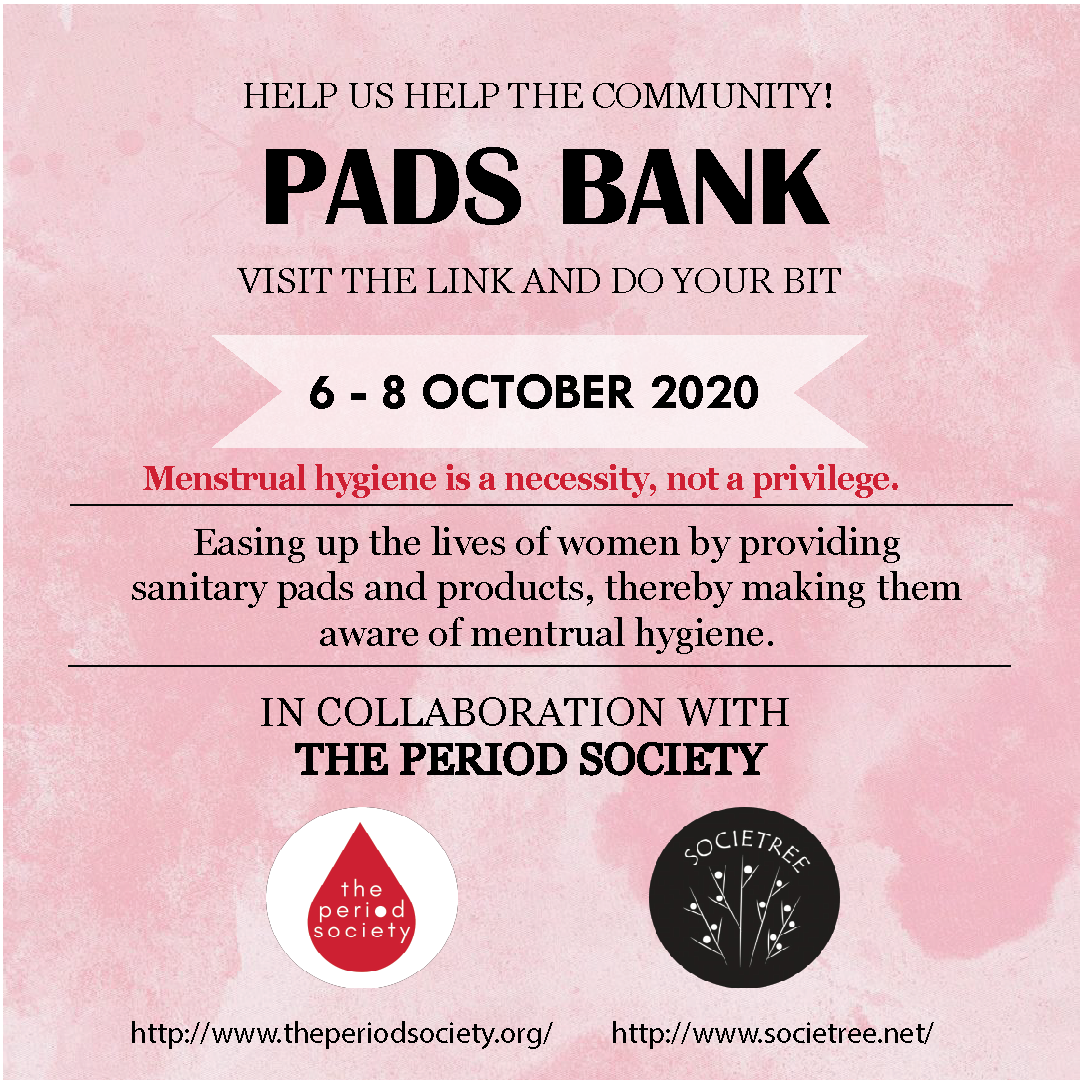 HELP US HELP THE COMMUNITY!
PADS BANK
VISIT THE LINK AND DO YOUR BIT
6 - 8 OCTOBER 2020
Menstrual hygiene is a necessity, not a privilege.
Easing up the lives of women by providing
sanitary pads and products, thereby making them
aware of mentrual hygiene.
IN COLLABORATION WITH
THE PERIOD SOCIETY
the
period
society
SOCIETREE
http://www.theperiodsociety.org/
http://www.societree.net/